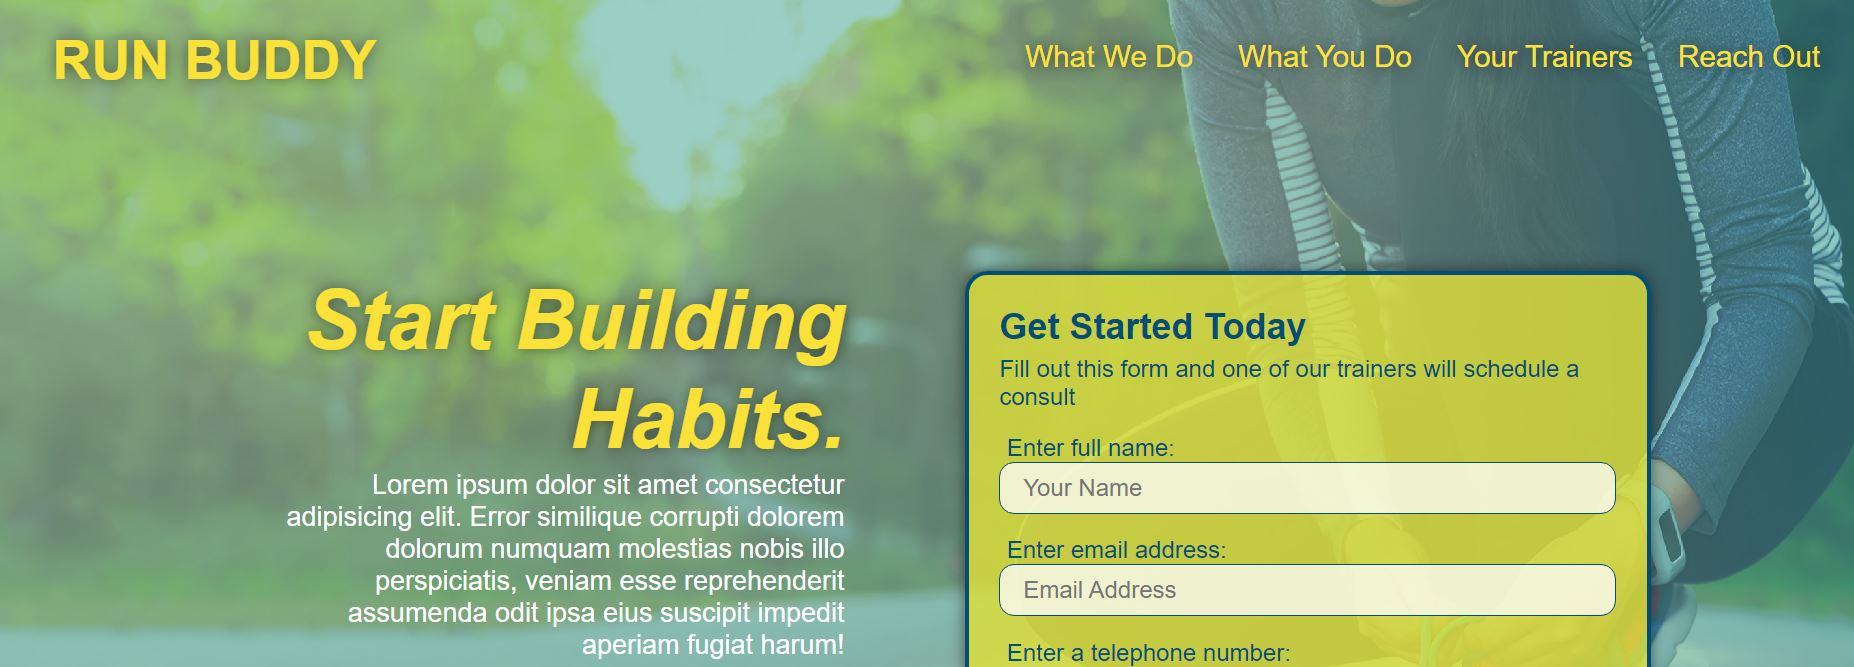 RUN BUDDY
What We Do
What You Do
Your Trainers
Reach Out
Start Building
Habits.
Lorem ipsum dolor sit amet consectetur
adipisicing elit. Error similique corrupti dolorem
dolorum numquam molestias nobis illo
perspiciatis, veniam esse reprehenderit
assumenda odit ipsa eius suscipit impedit
aperiam fugiat harum!
Get Started Today
Fill out this form and one of our trainers will schedule a
consult
Enter full name:
Your Name
Enter email address:
Email Address
Enter a telephone number: